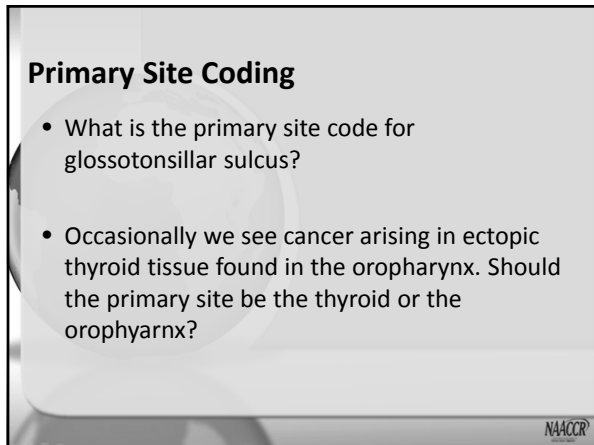 Primary Site Coding
• What is the primary site code for
glossotonsillar sulcus?
• Occasionally we see cancer arising in ectopic
thyroid tissue found in the oropharynx. Should
the primary site be the thyroid or the
orophyarnx?
NAACCR